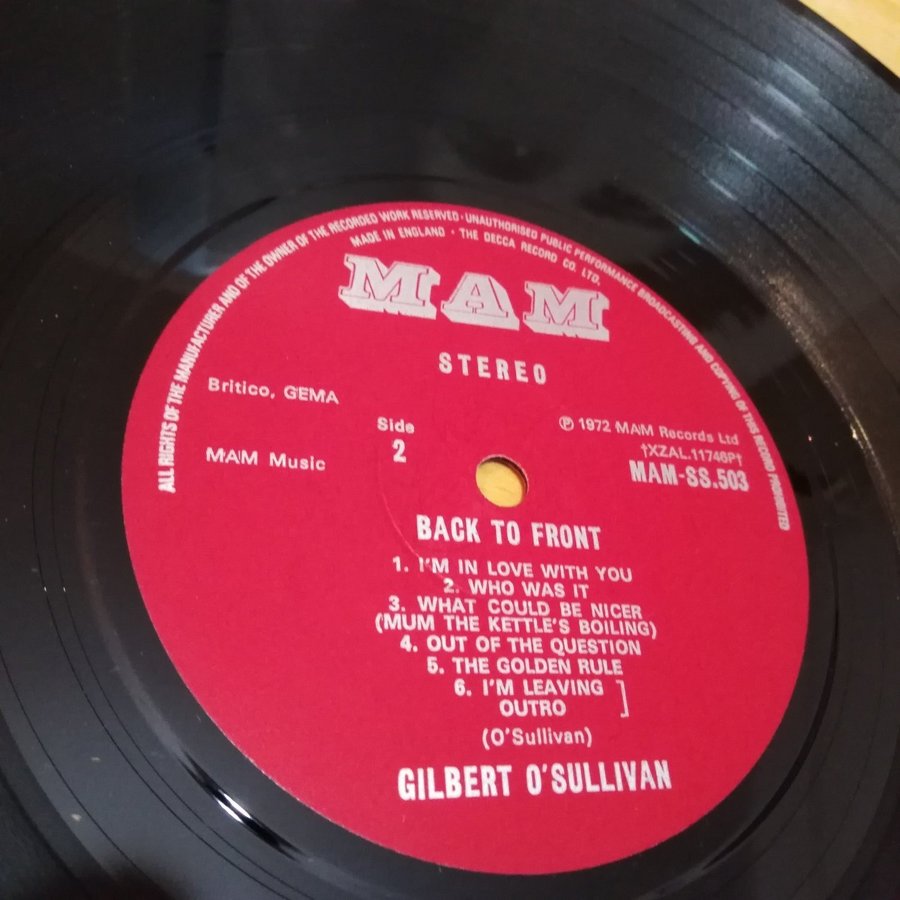 ALL RIGHTS OF THE MANUFACTURER AND OF THE OWNER OF THE RECORDED WORK RESERVED · UNAUTHORISED PUBLIC PERFORMANCE BROADCASTING AND COPYING OF THIS RECORD PROHIBITED
MADE IN ENGLAND · THE DECCA RECORD CO. LTD.
MAM
STEREO
Britico, GEMA
Side
2
℗ 1972 MAM Records Ltd
†XZAL.11746P†
MAM Music
MAM-SS.503
BACK TO FRONT
1. I'M IN LOVE WITH YOU
2. WHO WAS IT
3. WHAT COULD BE NICER
(MUM THE KETTLE'S BOILING)
4. OUT OF THE QUESTION
5. THE GOLDEN RULE
6. I'M LEAVING ]
OUTRO
(O'Sullivan)
GILBERT O'SULLIVAN